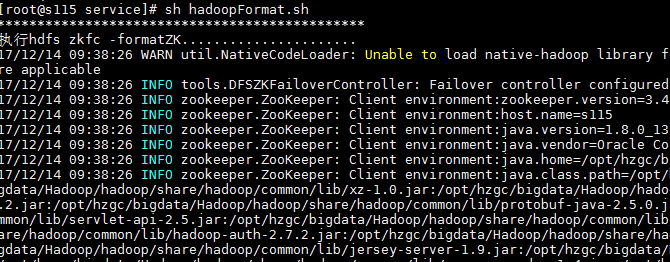 [root@s115 service]# sh hadoopFormat.sh
********************************************
执行hdfs zkfc -formatZK......................
17/12/14 09:38:26 WARN util.NativeCodeLoader: Unable to load native-hadoop library f
re applicable
17/12/14 09:38:26 INFO tools.DFSZKFailoverController: Failover controller configured
17/12/14 09:38:26 INFO zookeeper.ZooKeeper: Client environment:zookeeper.version=3.4
17/12/14 09:38:26 INFO zookeeper.ZooKeeper: Client environment:host.name=s115
17/12/14 09:38:26 INFO zookeeper.ZooKeeper: Client environment:java.version=1.8.0_13
17/12/14 09:38:26 INFO zookeeper.ZooKeeper: Client environment:java.vendor=Oracle Co
17/12/14 09:38:26 INFO zookeeper.ZooKeeper: Client environment:java.home=/opt/hzgc/b
17/12/14 09:38:26 INFO zookeeper.ZooKeeper: Client environment:java.class.path=/opt/
igdata/Hadoop/hadoop/share/hadoop/common/lib/xz-1.0.jar:/opt/hzgc/bigdata/Hadoop/had
.2.jar:/opt/hzgc/bigdata/Hadoop/hadoop/share/hadoop/common/lib/protobuf-java-2.5.0.j
mmon/lib/servlet-api-2.5.jar:/opt/hzgc/bigdata/Hadoop/hadoop/share/hadoop/common/lib
are/hadoop/common/lib/hadoop-auth-2.7.2.jar:/opt/hzgc/bigdata/Hadoop/hadoop/share/ha
gdata/Hadoop/hadoop/share/hadoop/common/lib/jersey-server-1.9.jar:/opt/hzgc/bigdata/